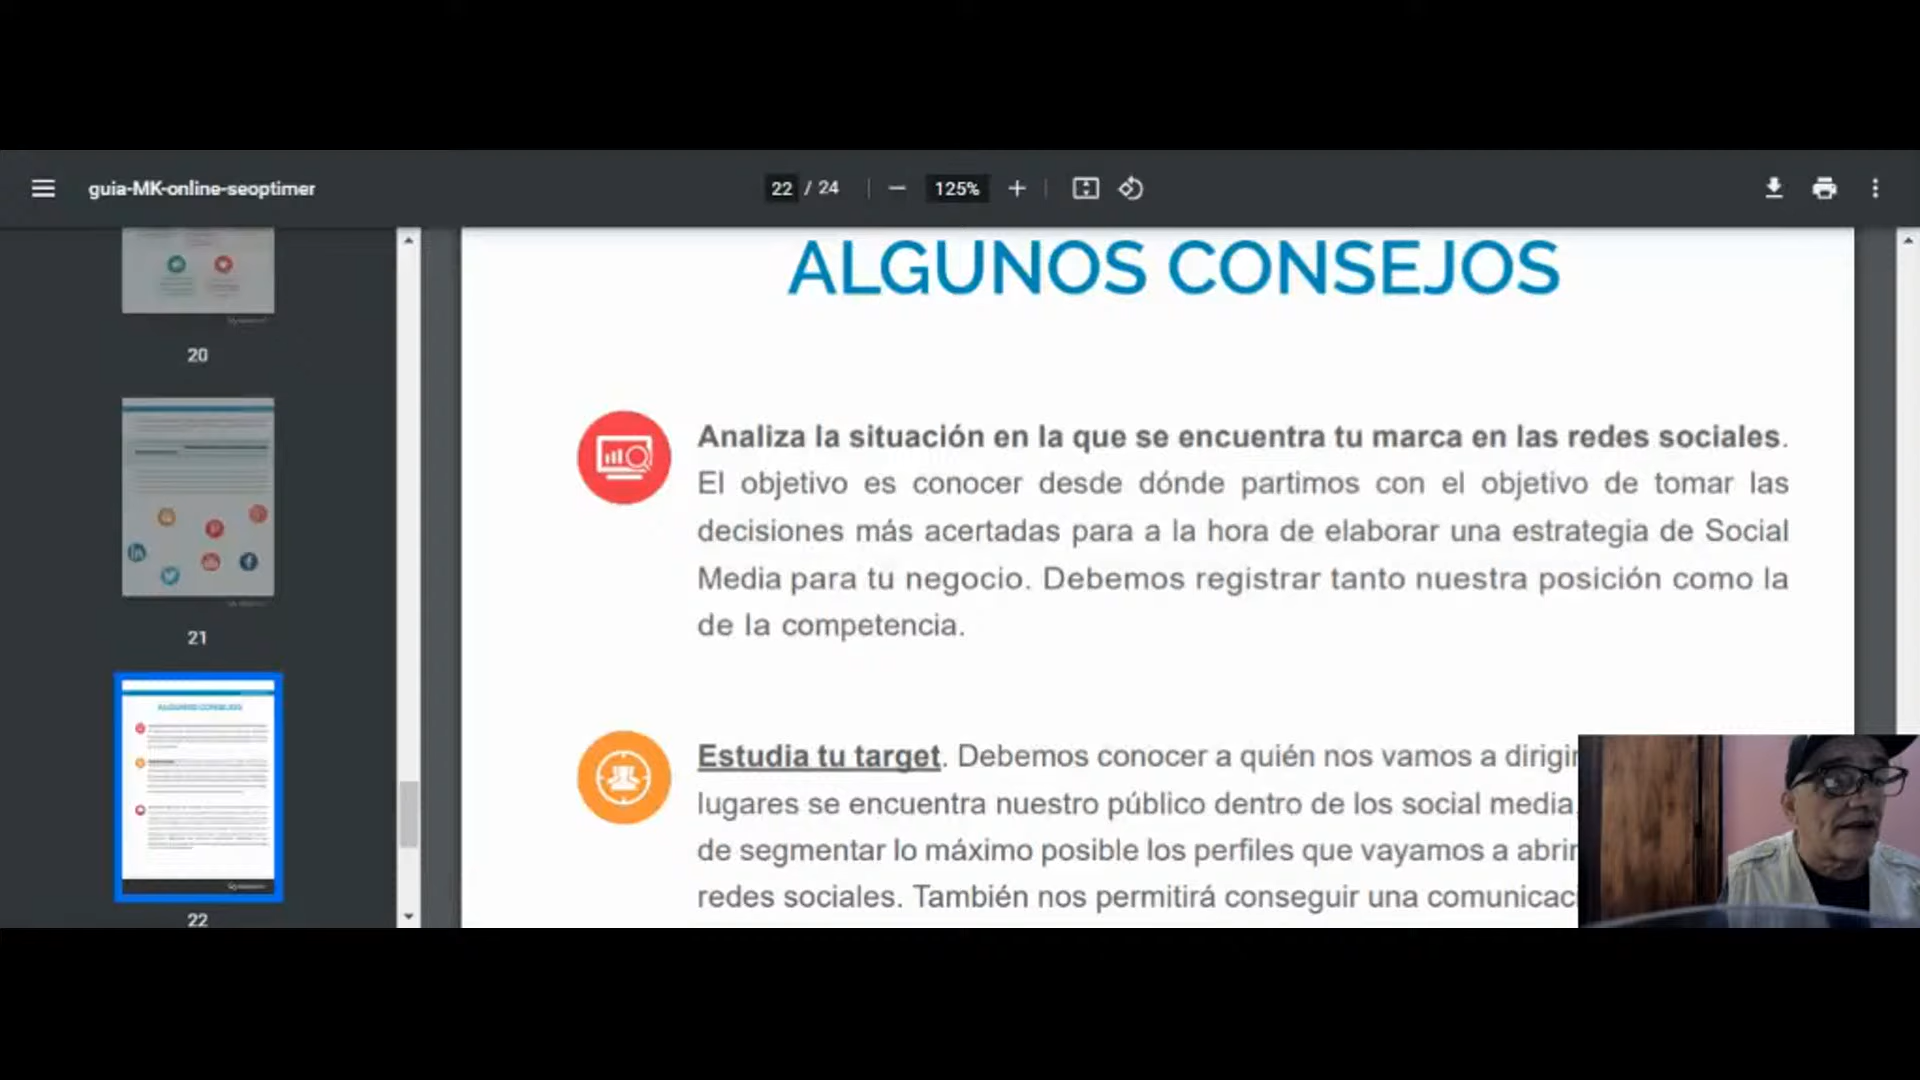 guia-MK-online-seoptimer
22 / 24
125%
20
21
ALGUNOS CONSEJOS
22
ALGUNOS CONSEJOS
Analiza la situación en la que se encuentra tu marca en las redes sociales.
El objetivo es conocer desde dónde partimos con el objetivo de tomar las
decisiones más acertadas para a la hora de elaborar una estrategia de Social
Media para tu negocio. Debemos registrar tanto nuestra posición como la
de la competencia.
Estudia tu target. Debemos conocer a quién nos vamos a dirigir
lugares se encuentra nuestro público dentro de los social media.
de segmentar lo máximo posible los perfiles que vayamos a abrir
redes sociales. También nos permitirá conseguir una